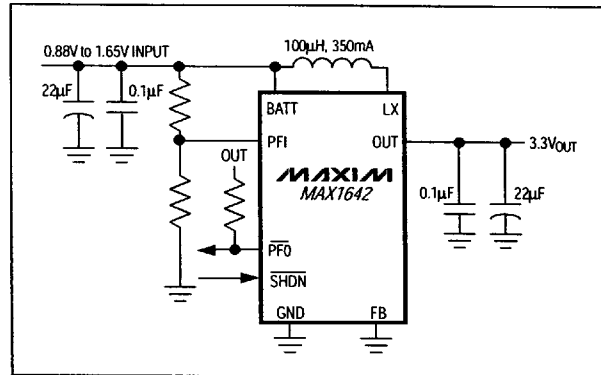 100µH, 350mA
0.88V to 1.65V INPUT
22µF
0.1µF
BATT
LX
PFI
OUT
OUT
3.3VOUT
MAXIM
MAX1642
0.1µF
22µF
PFO
SHDN
GND
FB